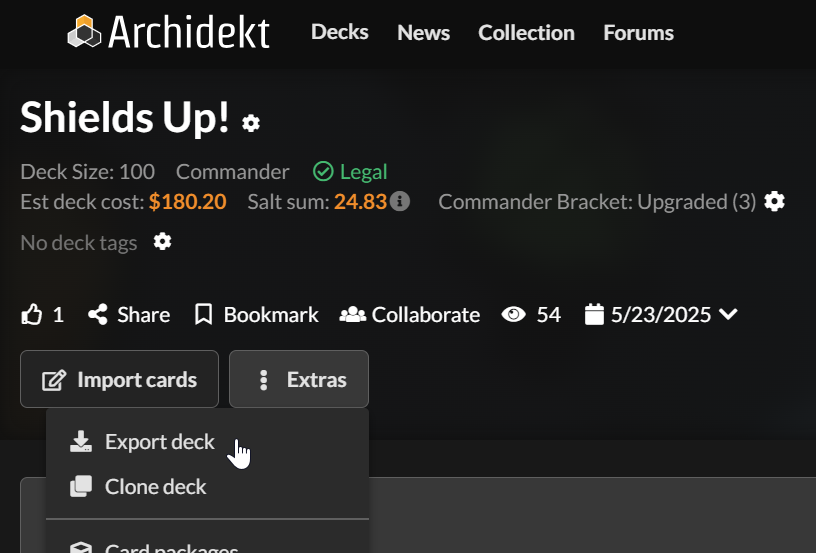 Archidekt Decks News Collection Forums
Shields Up!
Deck Size: 100 Commander Legal
Est deck cost: $180.20 Salt sum: 24.83 Commander Bracket: Upgraded (3)
No deck tags
1 Share Bookmark Collaborate 54 5/23/2025
Import cards Extras
Export deck
Clone deck
Card packages